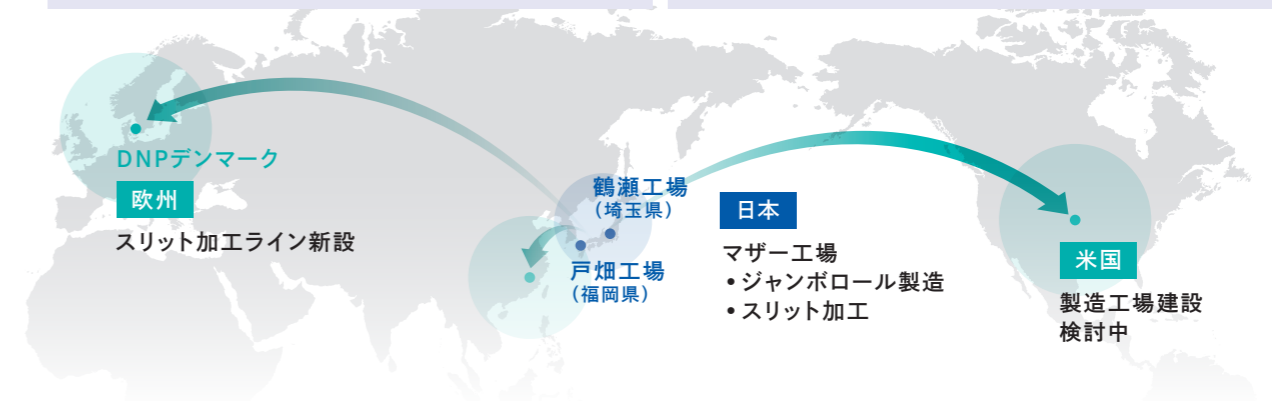 DNPデンマーク
欧州
スリット加工ライン新設
鶴瀬工場
(埼玉県)
戸畑工場
(福岡県)
日本
マザー工場
•ジャンボロール製造
•スリット加工
米国
製造工場建設
検討中